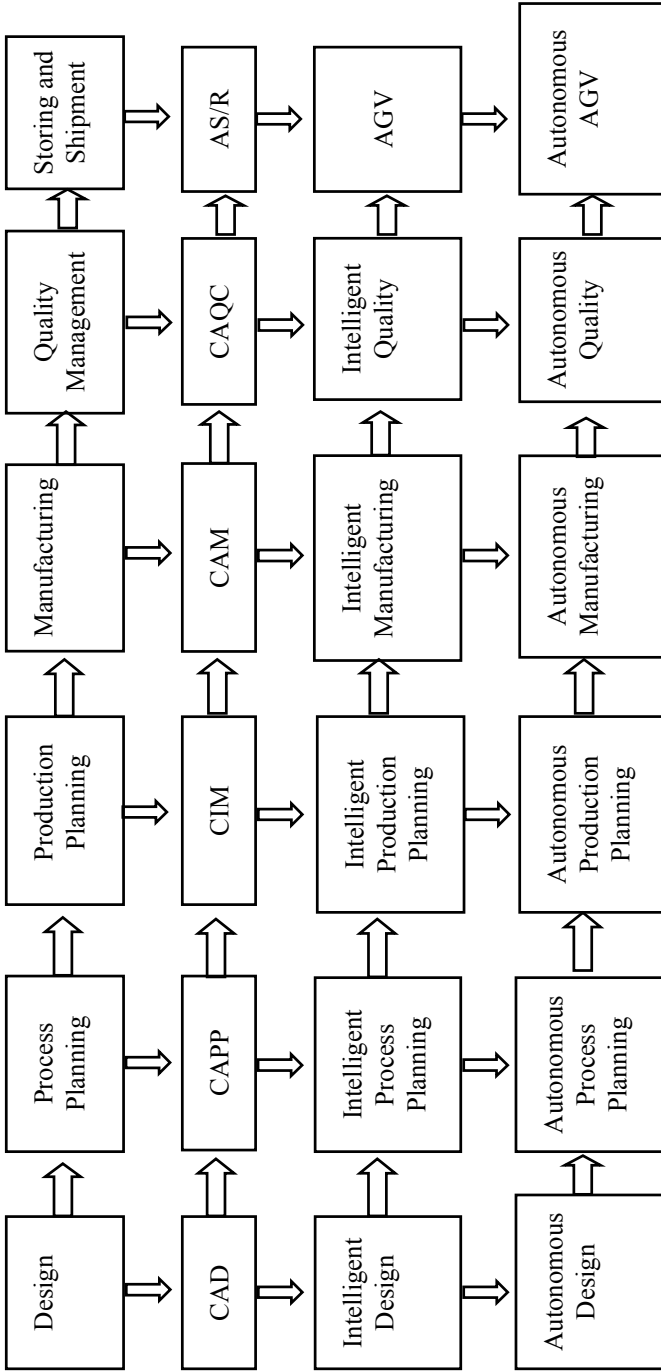 Design
Process
Planning
Production
Planning
Manufacturing
Quality
Management
Storing and
Shipment
CAD
CAPP
CIM
CAM
CAQC
AS/R
Intelligent
Design
Intelligent
Process
Planning
Intelligent
Production
Planning
Intelligent
Manufacturing
Intelligent
Quality
AGV
Autonomous
Design
Autonomous
Process
Planning
Autonomous
Production
Planning
Autonomous
Manufacturing
Autonomous
Quality
Autonomous
AGV